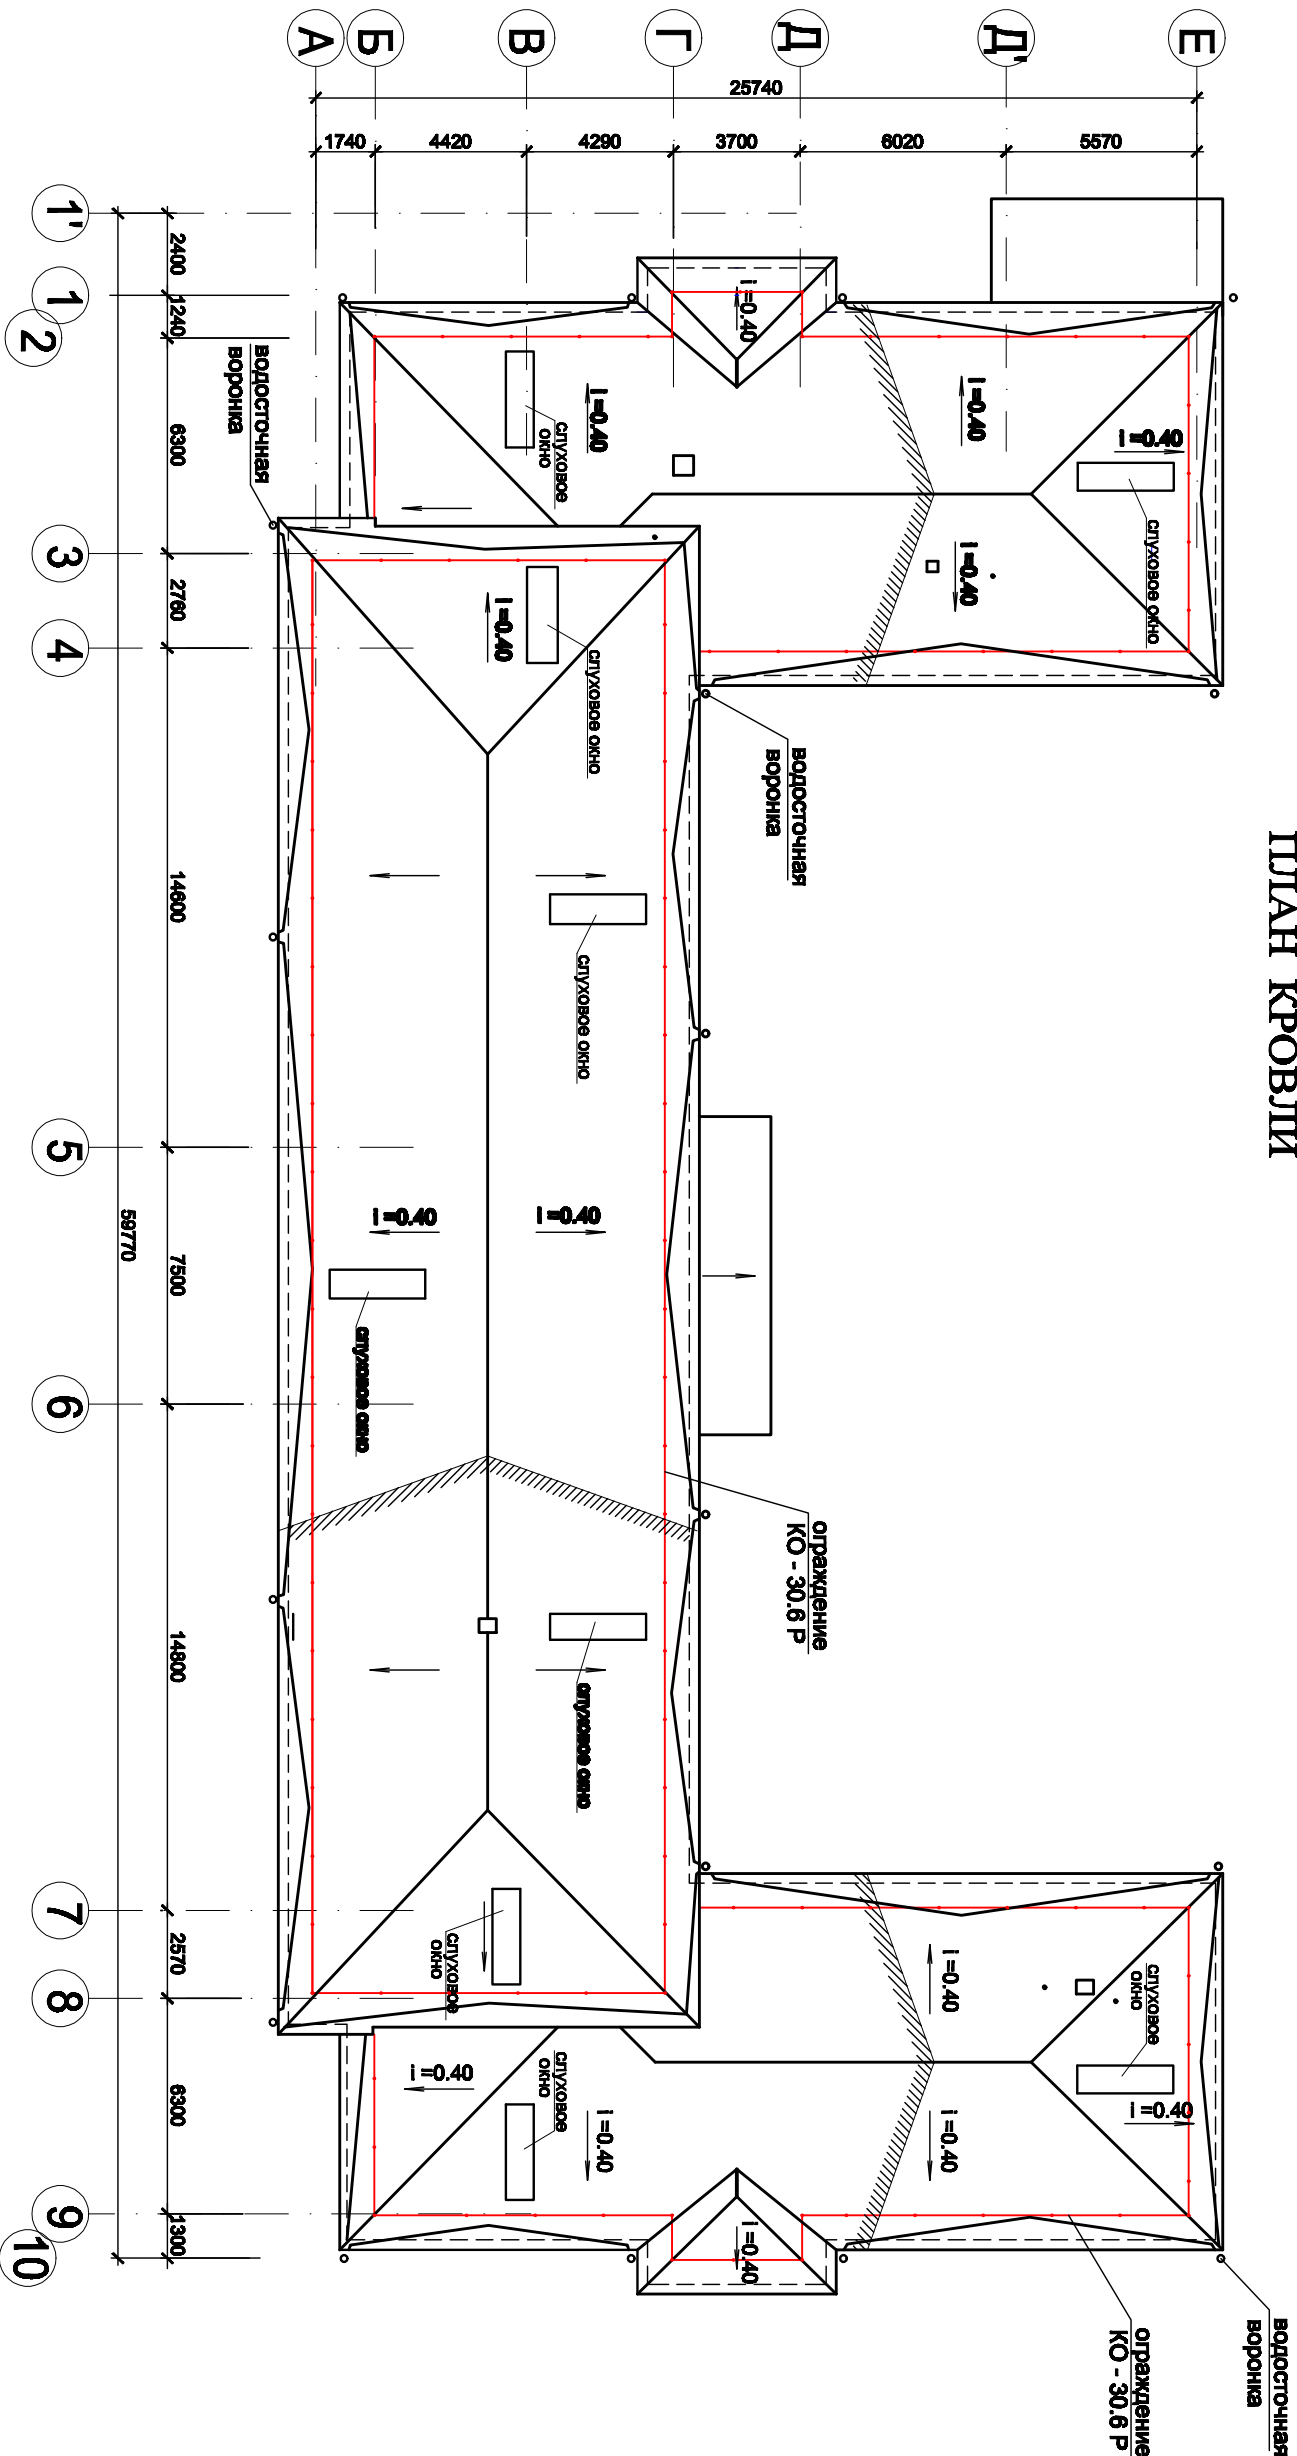 ПЛАН КРОВЛИ
Е
Д'
Д
Г
В
Б
А
25740
5570
6020
3700
4290
4420
1740
водосточная
воронка
ограждение
КО - 30.6 Р
водосточная
воронка
ограждение
КО - 30.6 Р
i =0.40
слуховое окно
i =0.40
i =0.40
i =0.40
слуховое
окно
i =0.40
i =0.40
i =0.40
слуховое
окно
i =0.40
i =0.40
i =0.40
слуховое
окно
i =0.40
слуховое
окно
i =0.40
i =0.40
слуховое окно
слуховое окно
i =0.40
i =0.40
слуховое окно
слуховое окно
слуховое
окно
водосточная
воронка
2400
1240
6300
2760
14600
7500
14800
2570
6300
1300
59770
1'
1
2
3
4
5
6
7
8
9
10